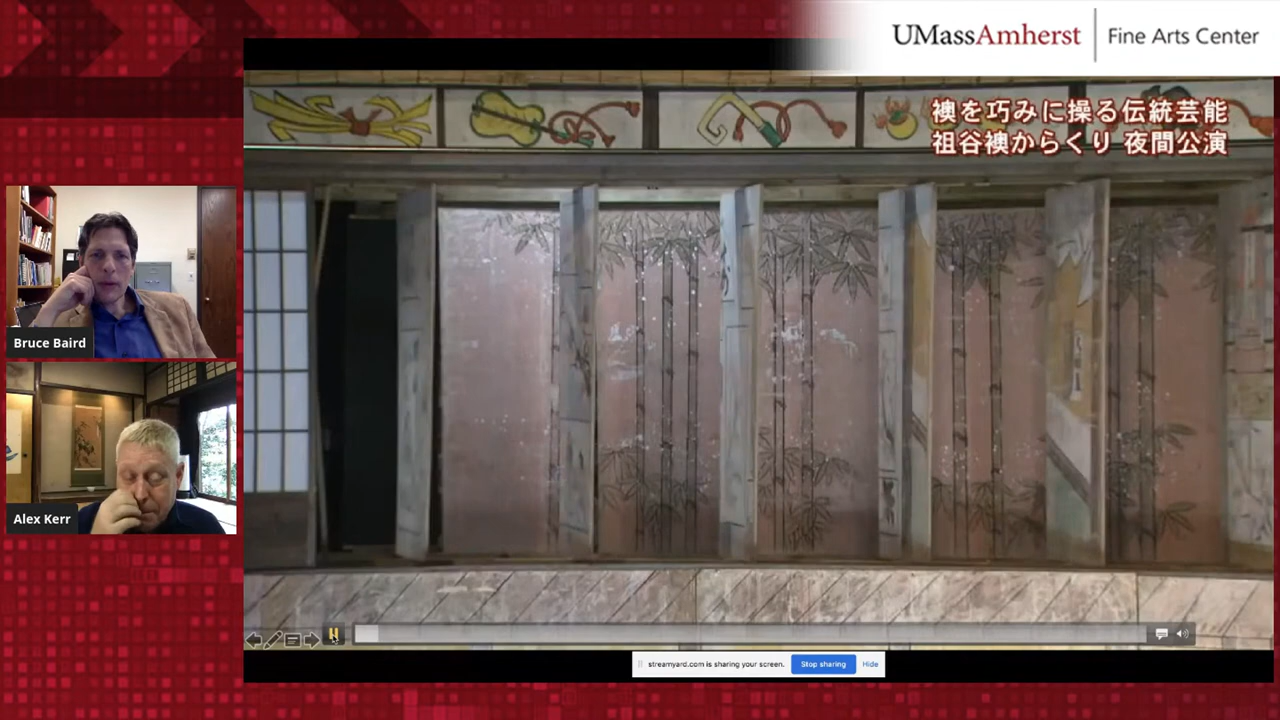 UMassAmherst Fine Arts Center
襖を巧みに操る伝統芸能
祖谷襖からくり 夜間公演
Bruce Baird
Alex Kerr
streamyard.com is sharing your screen. Stop sharing Hide